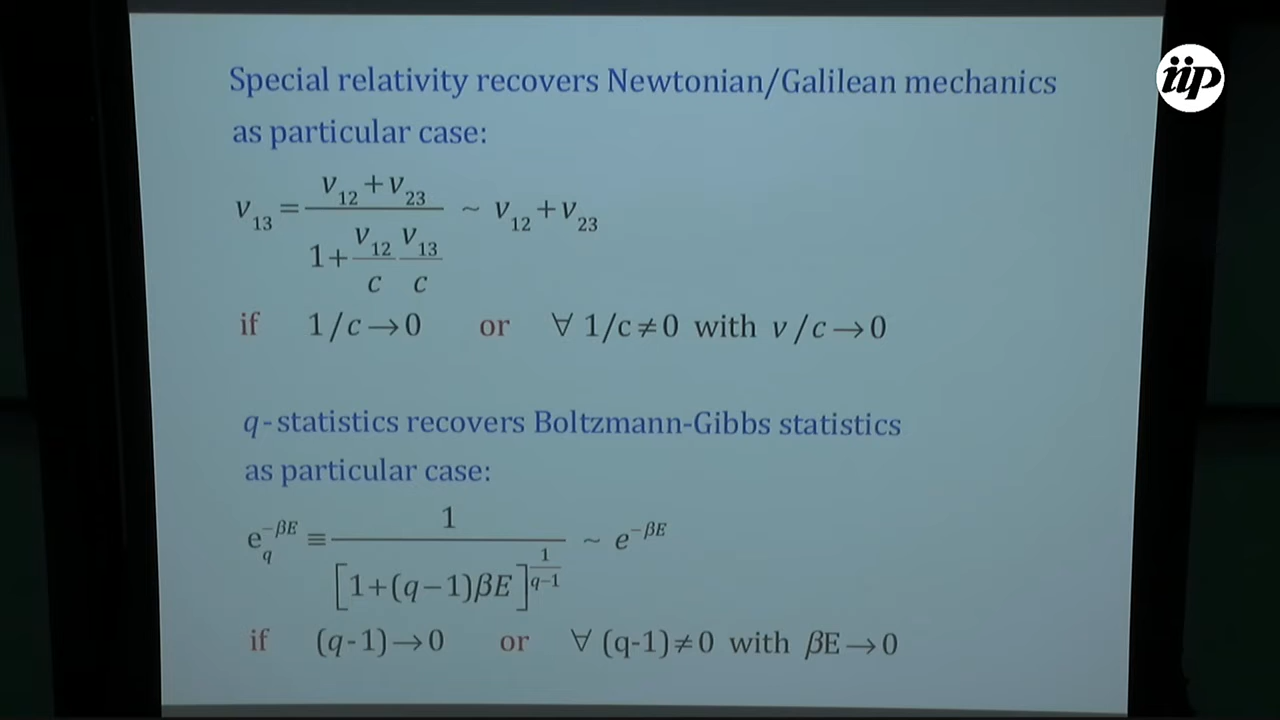 iip
Special relativity recovers Newtonian/Galilean mechanics
as particular case:
v₁₃ = (v₁₂ + v₂₃) / (1 + (v₁₂/c) (v₁₃/c)) ~ v₁₂ + v₂₃
if 1/c → 0 or ∀ 1/c ≠ 0 with v/c → 0
q-statistics recovers Boltzmann-Gibbs statistics
as particular case:
e_q^{-βE} ≡ 1 / [1+(q−1)βE]^{1/(q−1)} ~ e^{-βE}
if (q-1) → 0 or ∀ (q-1) ≠ 0 with βE → 0